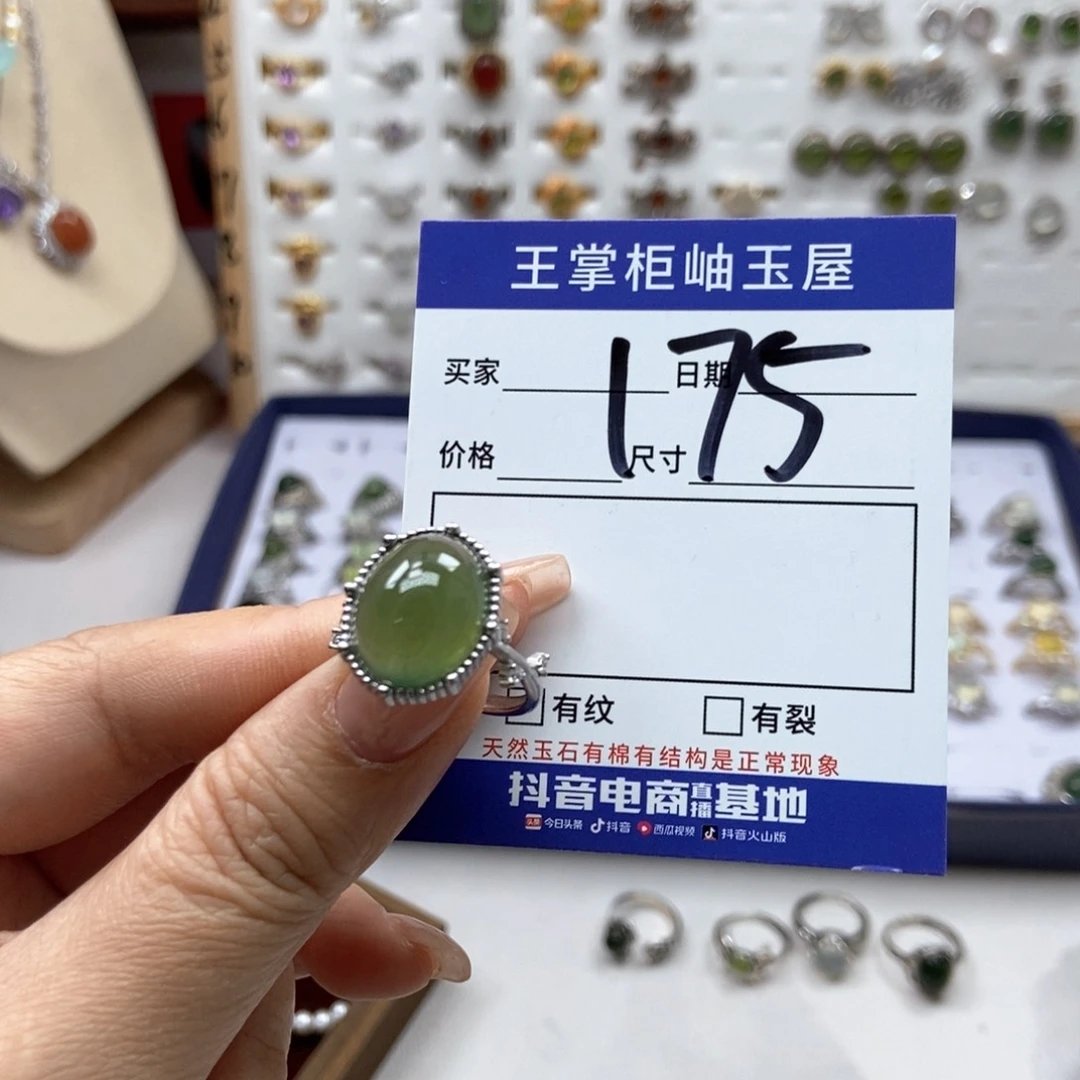 王掌柜岫玉屋
175
买家 日期
价格 尺寸
有纹 有裂
天然玉石有棉有结构是正常现象
抖音电商直播基地
头条 今日头条 抖音 西瓜视频 抖音火山版